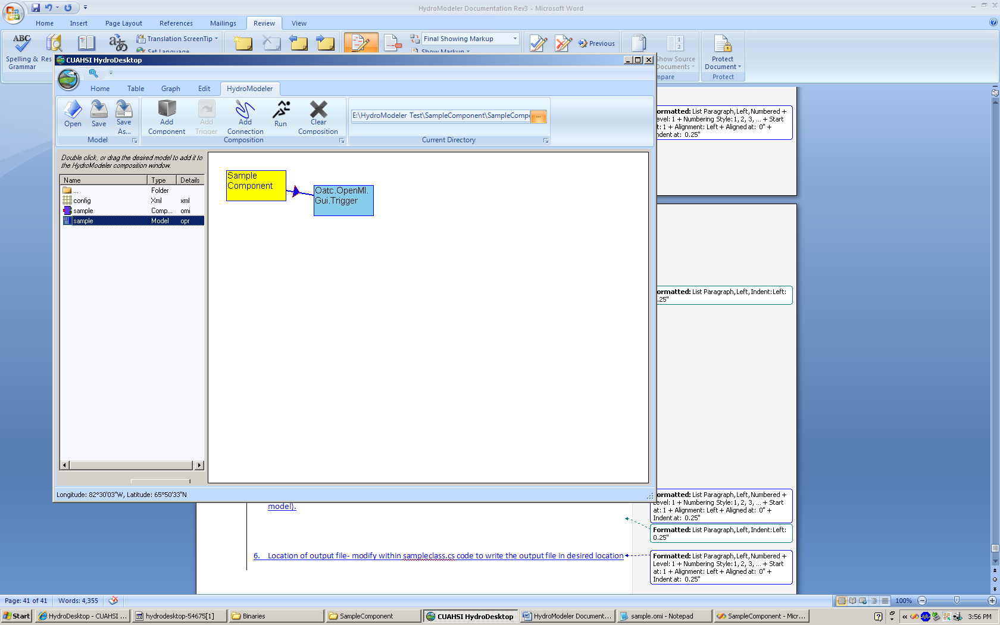 HydroModeler Documentation Rev3 - Microsoft Word
Home Insert Page Layout References Mailings Review View
ABC
Spelling & Grammar
Res
Translation ScreenTip
Set Language
Final Showing Markup
Show Markup
Previous
Show Source
Documents
mpare
Protect
Document
Protect
CUAHSI HydroDesktop
Home Table Graph Edit HydroModeler
Open
Save
Save As...
Model
Add Component
Add Trigger
Add Connection
Run
Clear Composition
Composition
E:\HydroModeler Test\SampleComponent\SampleComp
...
Current Directory
Double click, or drag the desired model to add it to
the HydroModeler composition window.
Name Type Details
... Folder
config Xml xml
sample Comp... omi
sample Model opr
Sample
Component
Oatc.OpenMI.
Gui.Trigger
Longitude: 82°30'03"W, Latitude: 65°50'33"N
ormatted: List Paragraph,Left, Numbered +
Level: 1 + Numbering Style: 1, 2, 3, ... + Start
at: 1 + Alignment: Left + Aligned at: 0" +
ndent at: 0.25"
ormatted: List Paragraph,Left, Indent: Left:
.25"
ormatted: List Paragraph,Left, Numbered +
Level: 1 + Numbering Style: 1, 2, 3, ... + Start
at: 1 + Alignment: Left + Aligned at: 0" +
Indent at: 0.25"
model).
Formatted: List Paragraph,Left, Indent: Left:
0.25"
6. Location of output file- modify within sampleclass.cs code to write the output file in desired location
Formatted: List Paragraph,Left, Numbered +
Level: 1 + Numbering Style: 1, 2, 3, ... + Start
at: 1 + Alignment: Left + Aligned at: 0" +
Indent at: 0.25"
Page: 41 of 41 Words: 4,355
100%
Start
HydroDesktop - CUAHSI ...
hydrodesktop-54675[1]
Binaries
SampleComponent
CUAHSI HydroDesktop
HydroModeler Document...
sample.omi - Notepad
SampleComponent - Micr...
3:56 PM